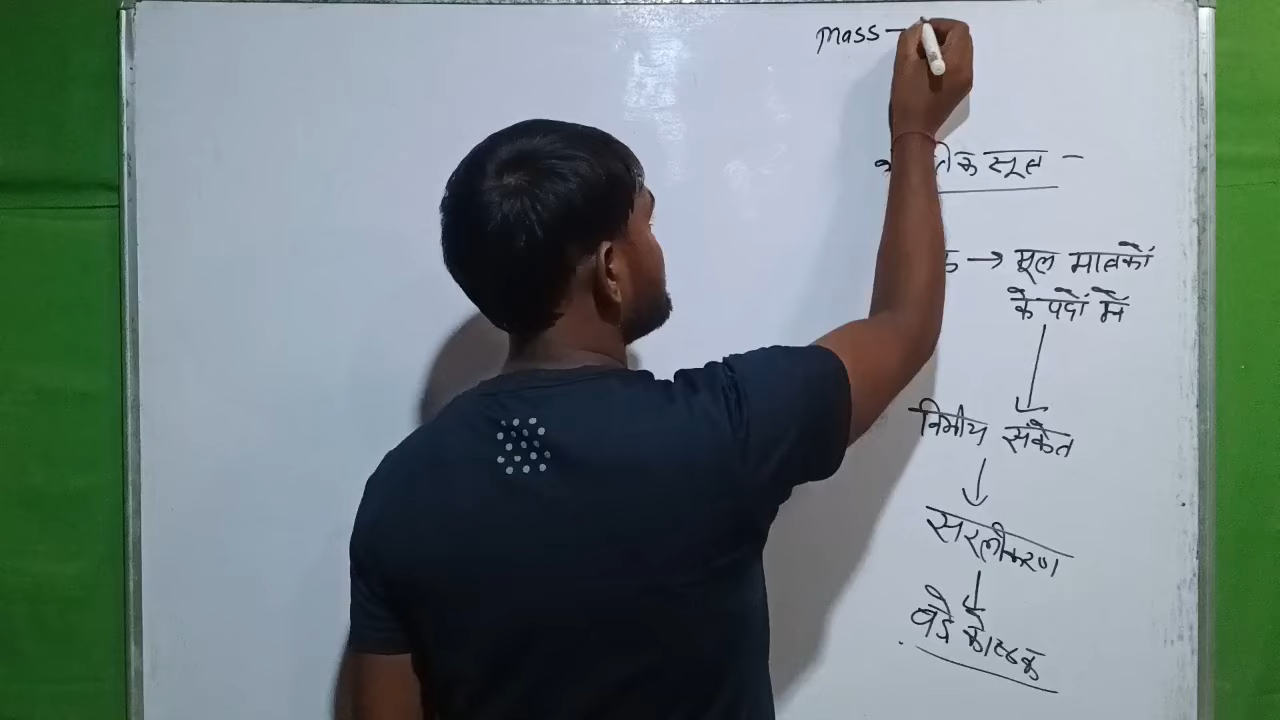 Mass -
सूत्र -
→ मूल मात्रकों
के पदों में
↓
विमीय संकेत
↓
सरलीकरण
↓
बड़े कोष्ठक